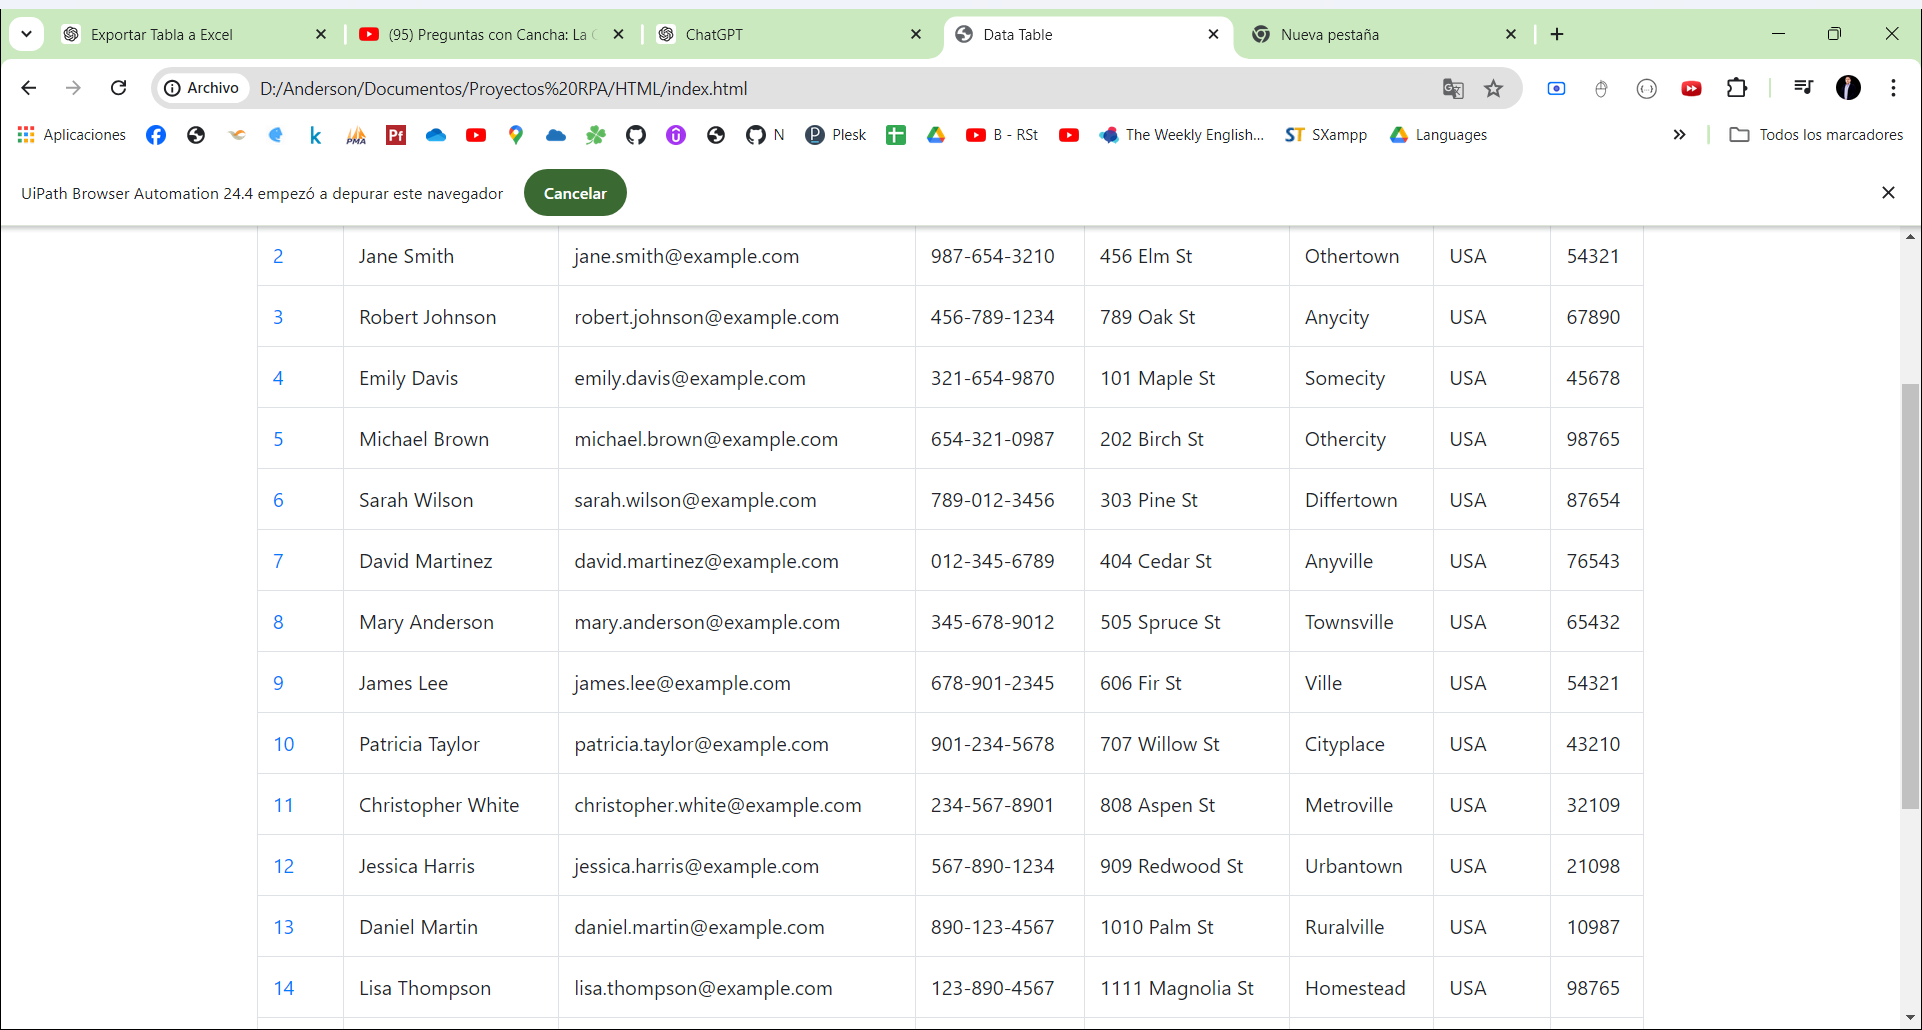 Exportar Tabla a Excel
(95) Preguntas con Cancha: La
ChatGPT
Data Table
Nueva pestaña
Archivo D:/Anderson/Documentos/Proyectos%20RPA/HTML/index.html
Aplicaciones
k
PMA
Pf
N
Plesk
B - RSt
The Weekly English...
ST SXampp
Languages
Todos los marcadores
UiPath Browser Automation 24.4 empezó a depurar este navegador Cancelar
2 Jane Smith jane.smith@example.com 987-654-3210 456 Elm St Othertown USA 54321
3 Robert Johnson robert.johnson@example.com 456-789-1234 789 Oak St Anycity USA 67890
4 Emily Davis emily.davis@example.com 321-654-9870 101 Maple St Somecity USA 45678
5 Michael Brown michael.brown@example.com 654-321-0987 202 Birch St Othercity USA 98765
6 Sarah Wilson sarah.wilson@example.com 789-012-3456 303 Pine St Differtown USA 87654
7 David Martinez david.martinez@example.com 012-345-6789 404 Cedar St Anyville USA 76543
8 Mary Anderson mary.anderson@example.com 345-678-9012 505 Spruce St Townsville USA 65432
9 James Lee james.lee@example.com 678-901-2345 606 Fir St Ville USA 54321
10 Patricia Taylor patricia.taylor@example.com 901-234-5678 707 Willow St Cityplace USA 43210
11 Christopher White christopher.white@example.com 234-567-8901 808 Aspen St Metroville USA 32109
12 Jessica Harris jessica.harris@example.com 567-890-1234 909 Redwood St Urbantown USA 21098
13 Daniel Martin daniel.martin@example.com 890-123-4567 1010 Palm St Ruralville USA 10987
14 Lisa Thompson lisa.thompson@example.com 123-890-4567 1111 Magnolia St Homestead USA 98765